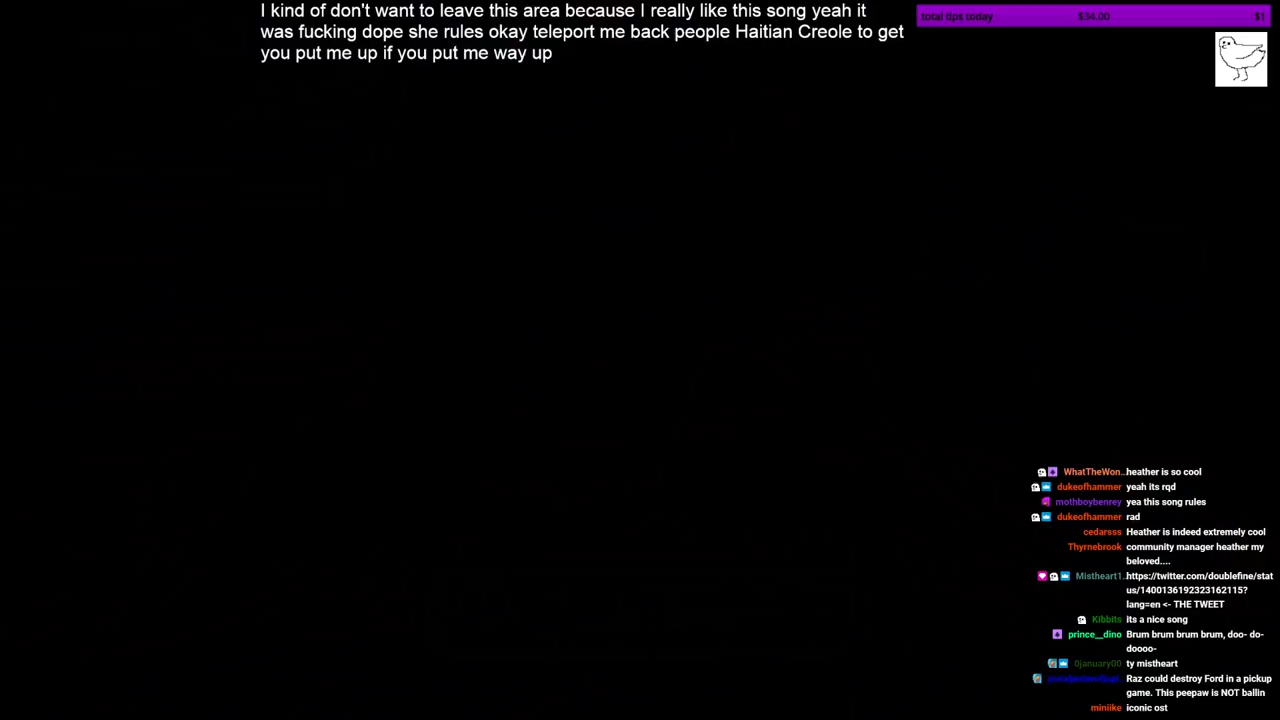 I kind of don't want to leave this area because I really like this song yeah it
was fucking dope she rules okay teleport me back people Haitian Creole to get
you put me up if you put me way up
total tips today $34.00 $1
WhatTheWon.. heather is so cool
dukeofhammer yeah its rqd
mothboybenrey yea this song rules
dukeofhammer rad
cedarsss Heather is indeed extremely cool
Thyrnebrook community manager heather my
beloved....
Mistheart1.. https://twitter.com/doublefine/stat
us/1400136192323162115?
lang=en <- THE TWEET
Kibbits its a nice song
prince__dino Brum brum brum brum, doo- do-
doooo-
0january00 ty mistheart
Raz could destroy Ford in a pickup
game. This peepaw is NOT ballin
miniike iconic ost